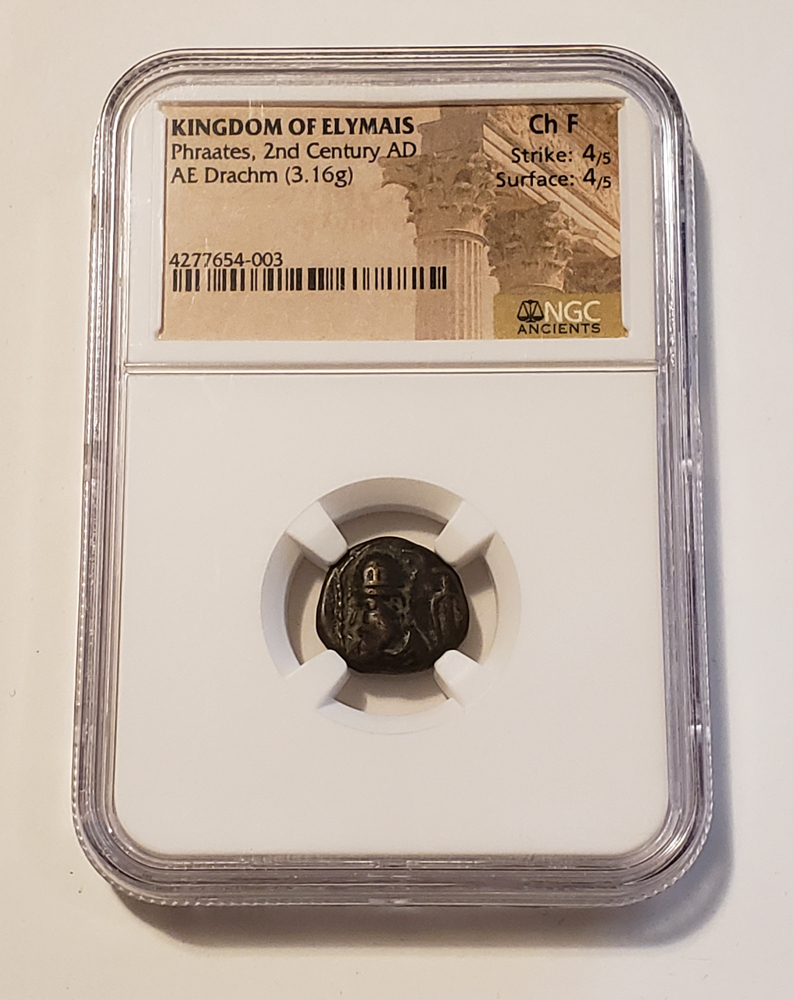 KINGDOM OF ELYMAIS
Phraates, 2nd Century AD
AE Drachm (3.16g)
Ch F
Strike: 4/5
Surface: 4/5
4277654-003
NGC
ANCIENTS